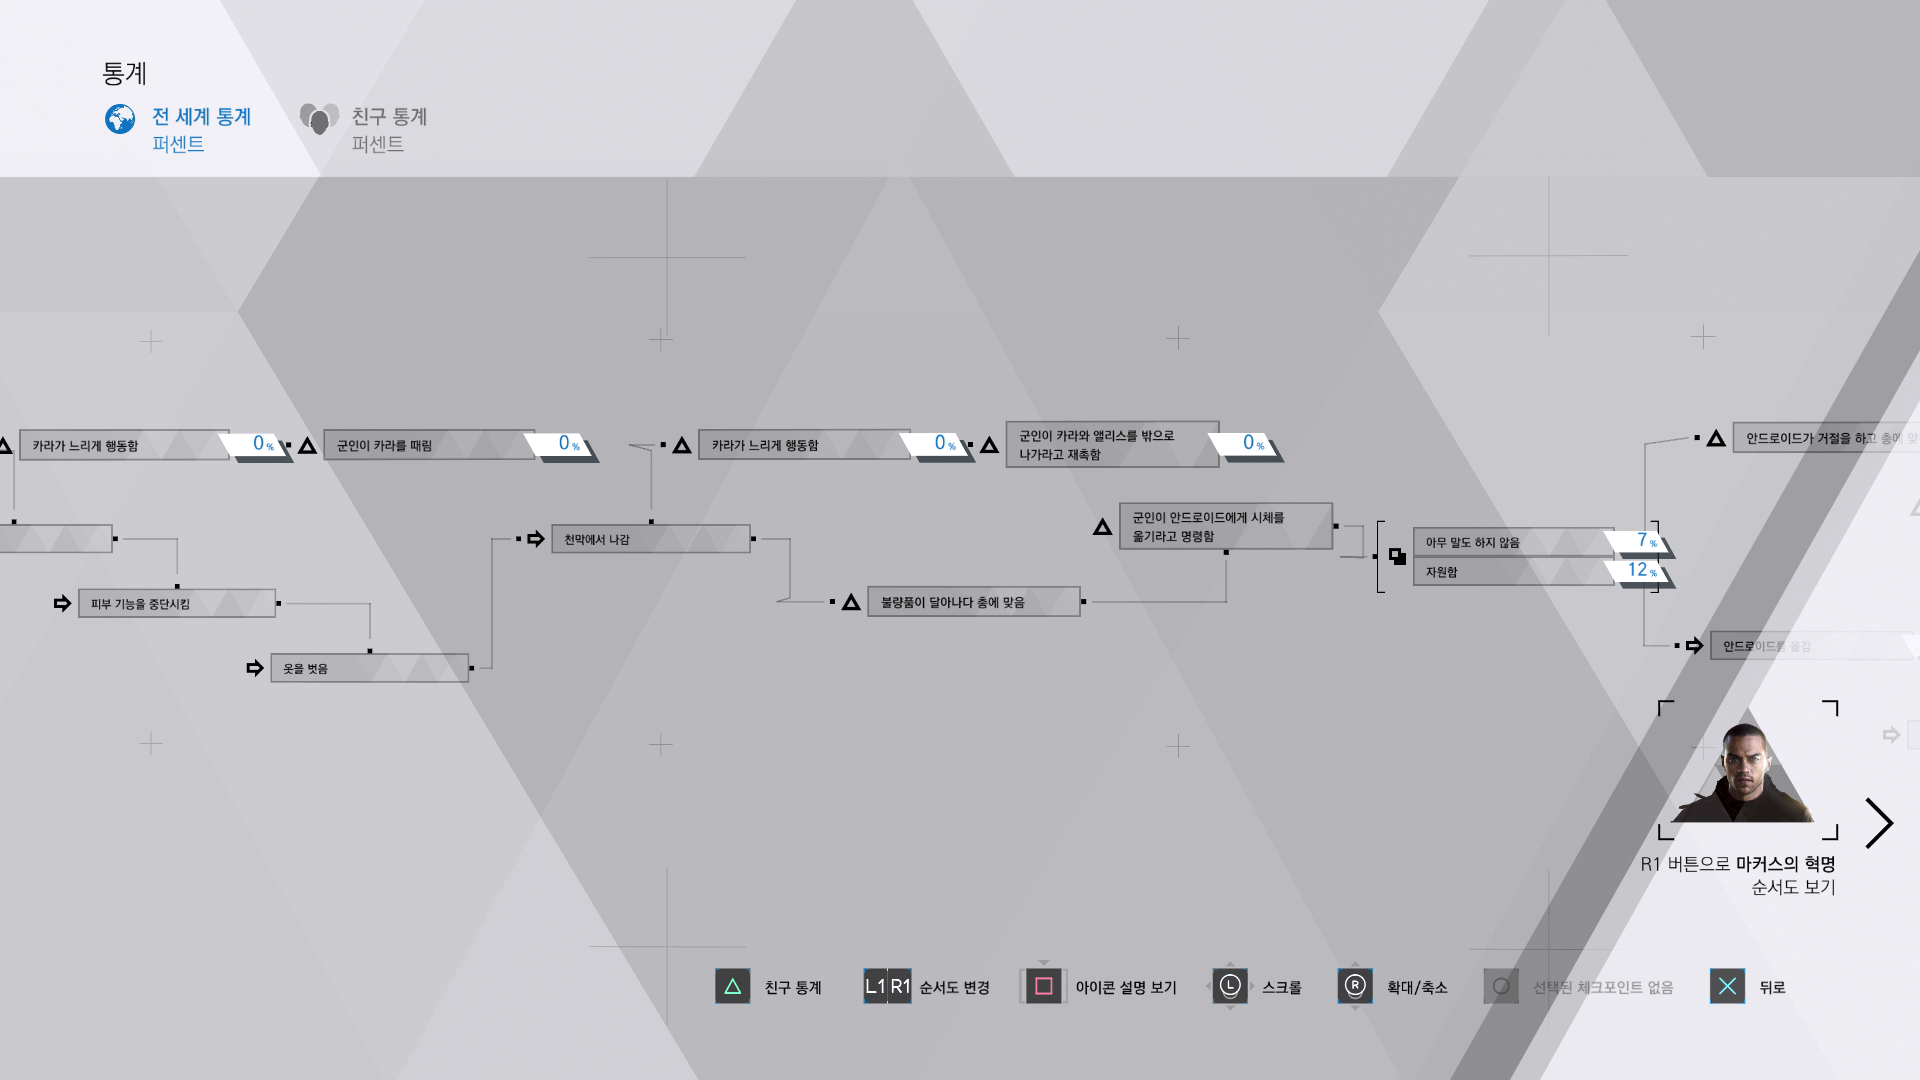 통계
전 세계 통계
퍼센트
친구 통계
퍼센트
카라가 느리게 행동함
0 %
군인이 카라를 때림
0 %
카라가 느리게 행동함
0 %
군인이 카라와 앨리스를 밖으로
나가라고 재촉함
0 %
안드로이드가 거절을 하고 총에 맞
천막에서 나감
군인이 안드로이드에게 시체를
옮기라고 명령함
아무 말도 하지 않음
7 %
자원함
12 %
피부 기능을 중단시킴
불량품이 달아나다 총에 맞음
옷을 벗음
안드로이드를 옮김
R1 버튼으로 마커스의 혁명
순서도 보기
친구 통계
L1 R1 순서도 변경
아이콘 설명 보기
L 스크롤
R 확대/축소
선택된 체크포인트 없음
뒤로